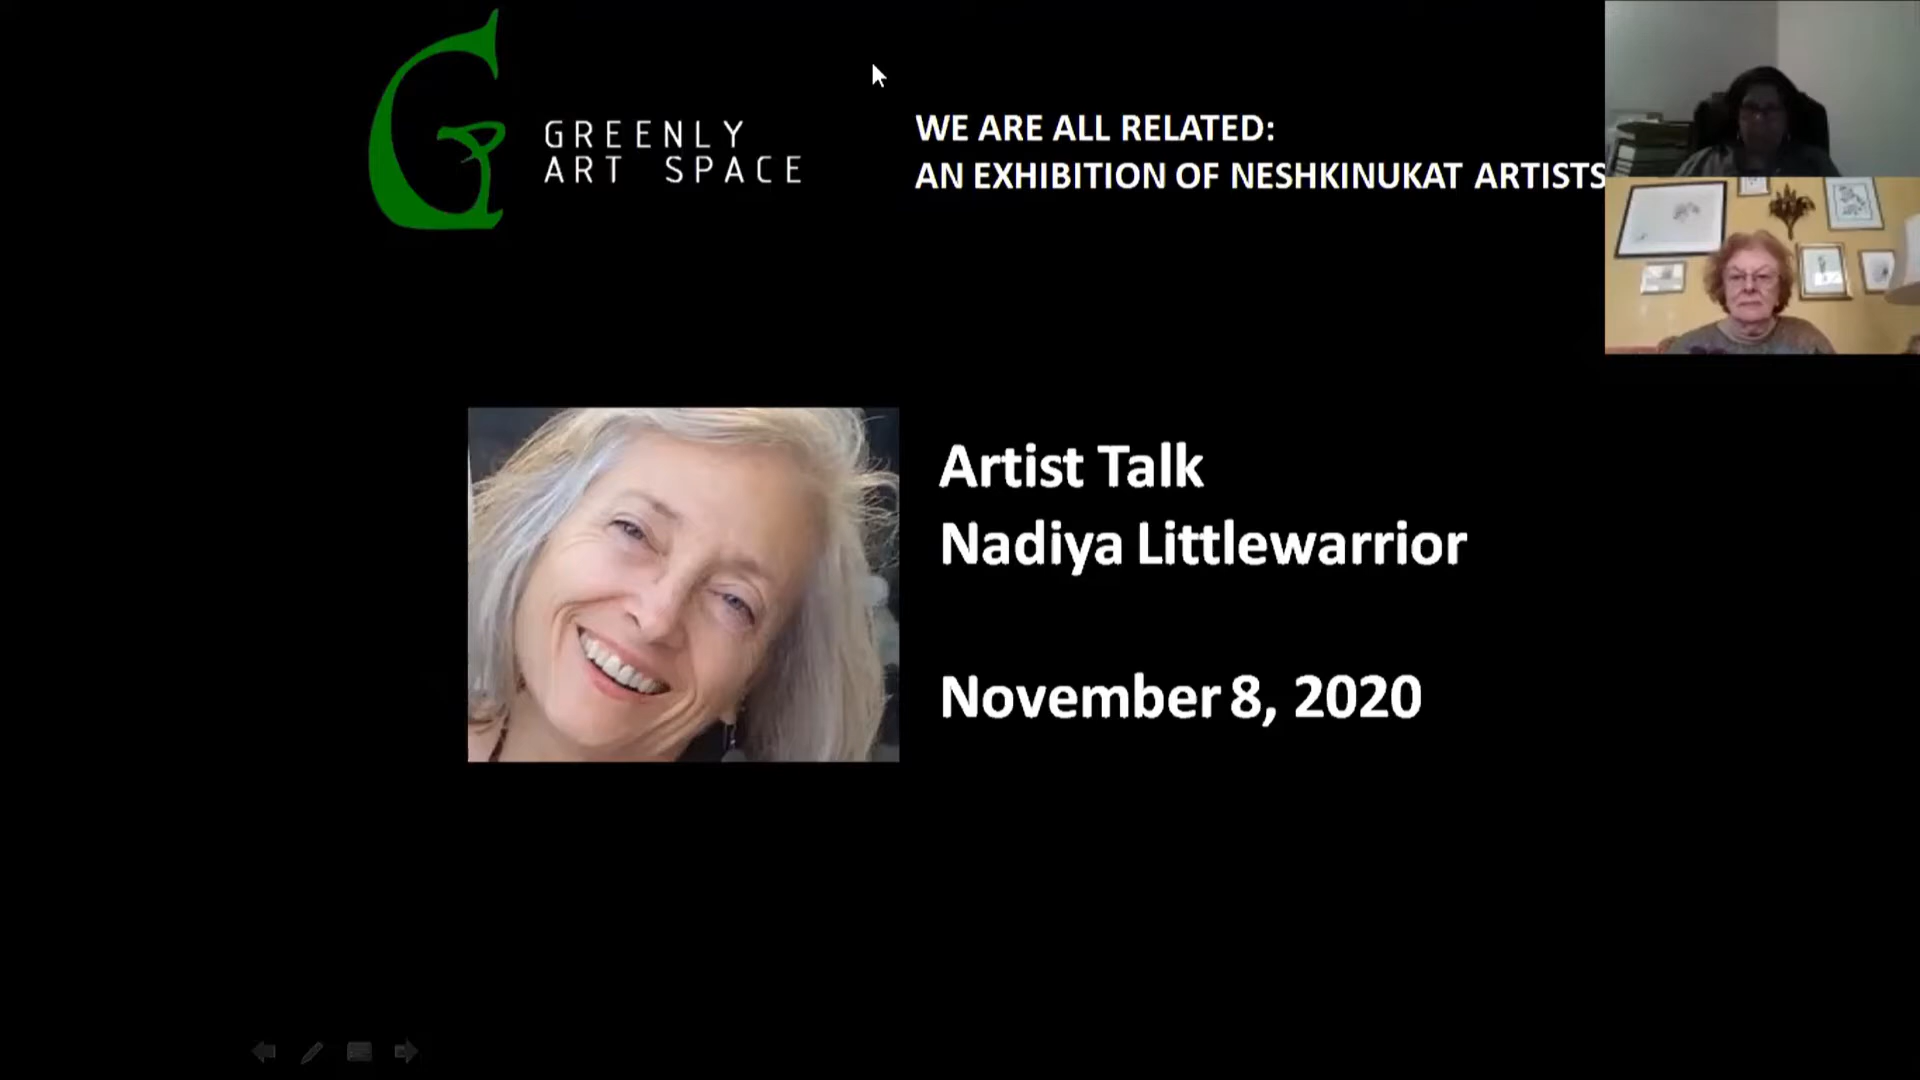 GREENLY
ART SPACE
WE ARE ALL RELATED:
AN EXHIBITION OF NESHKINUKAT ARTISTS
Artist Talk
Nadiya Littlewarrior
November 8, 2020